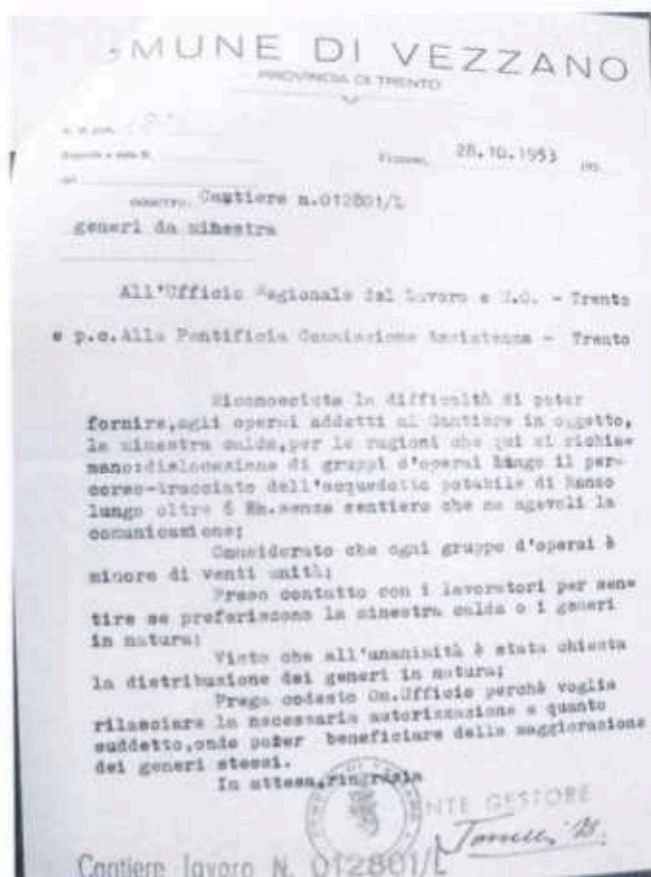 MUNE DI VEZZANO
PROVINCIA DI TRENTO
Vezzano, 28.10.1953 195
OGGETTO: Cantiere n.012801/L
generi da minestra
All'Ufficio Regionale del Lavoro e M.O. - Trento
e p.c.Alla Pontificia Commissione Assistenza - Trento
Riconosciuta la difficoltà di poter
fornire,agli operai addetti al Cantiere in oggetto,
la minestra calda,per le ragioni che qui si richia=
mano:dislocazione di gruppi d'operai lungo il per=
corso-tracciato dell'acquedotto potabile di Ranzo
lungo oltre 6 Km.senza sentiero che ne agevoli la
comunicazione;
Considerato che ogni gruppo d'operai è
minore di venti unità;
Preso contatto con i lavoratori per sen=
tire se preferiscono la minestra calda o i generi
in natura;
Visto che all'unanimità è stata chiesta
la distribuzione dei generi in natura;
Prega codesto On.Ufficio perchè voglia
rilasciare la necessaria autorizzazione a quanto
suddetto,onde poter beneficiare della maggiorazione
dei generi stessi.
In attesa,ringrazia
NTE GESTORE
Cantiere lavoro N. 012801/L